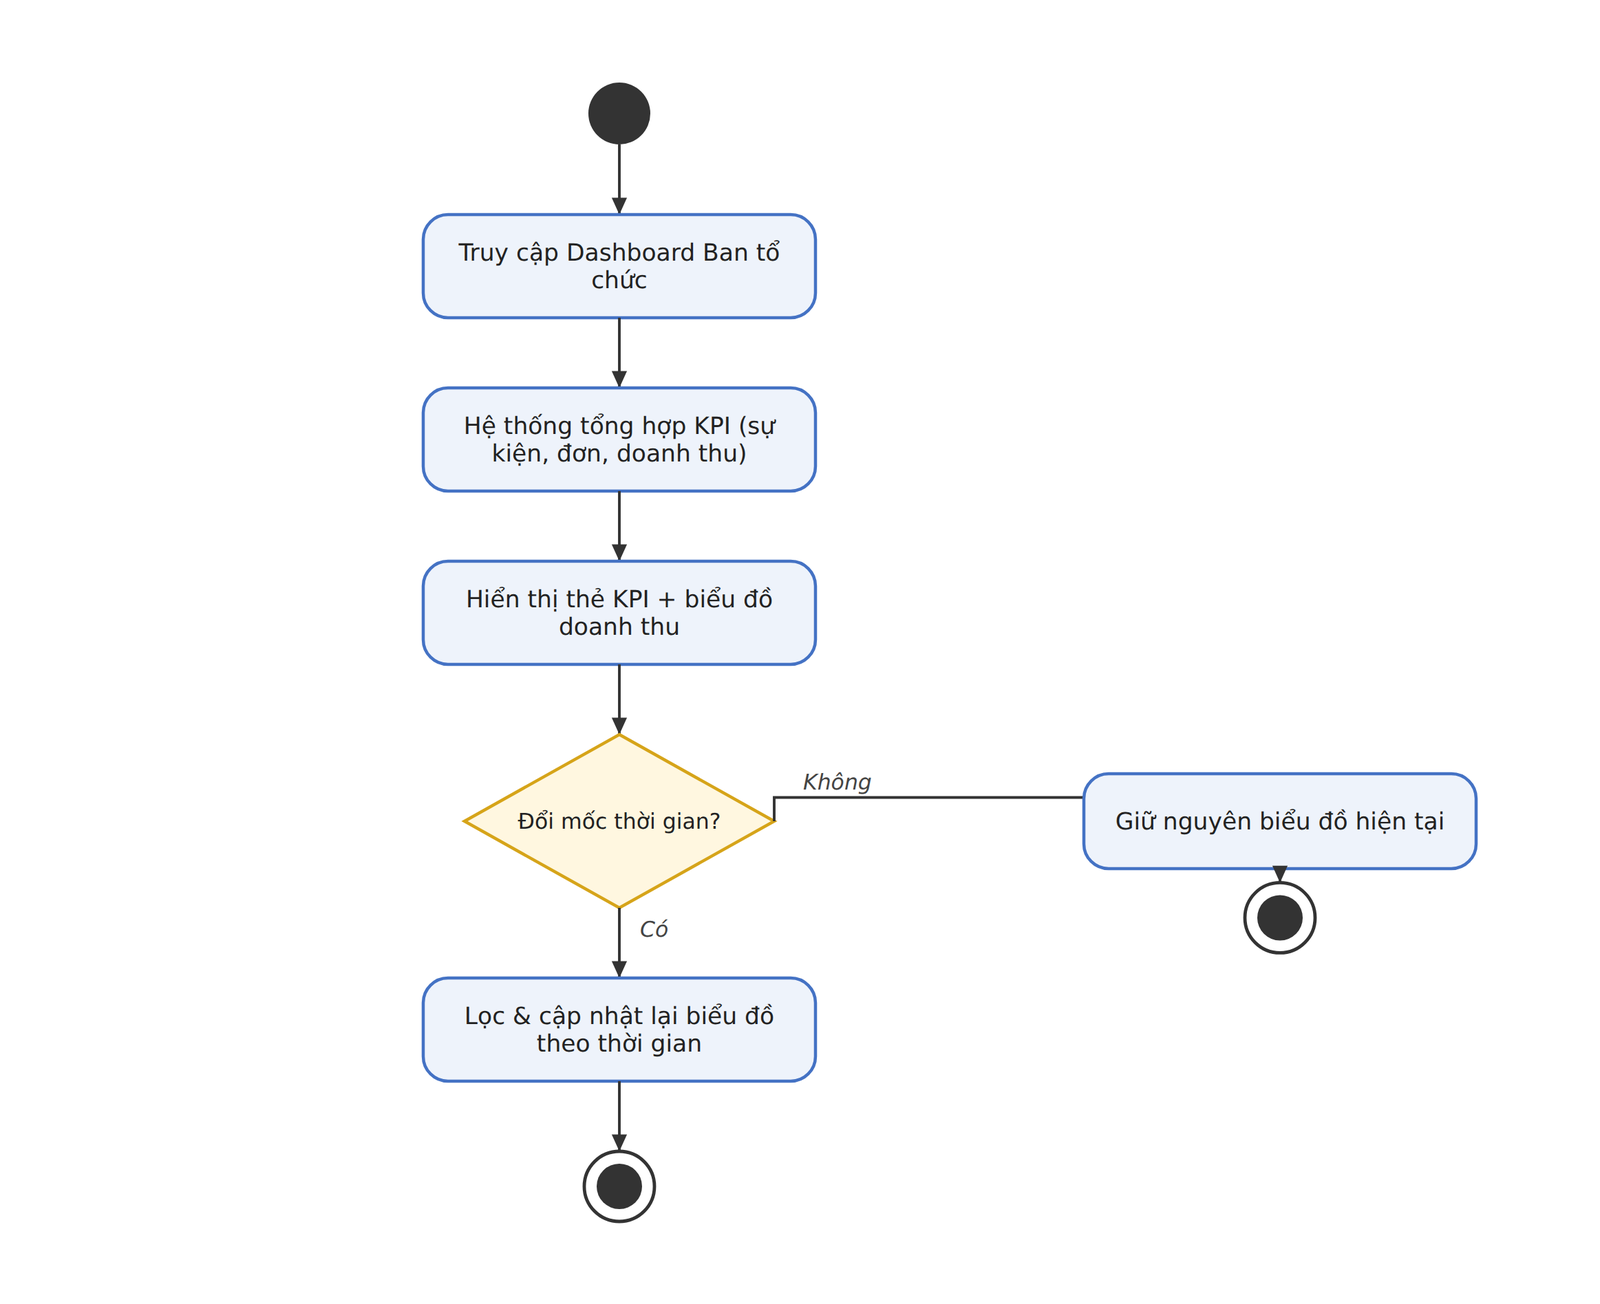 Truy cập Dashboard Ban tổ
chức
Hệ thống tổng hợp KPI (sự
kiện, đơn, doanh thu)
Hiển thị thẻ KPI + biểu đồ
doanh thu
Đổi mốc thời gian?
Không
Giữ nguyên biểu đồ hiện tại
Có
Lọc & cập nhật lại biểu đồ
theo thời gian